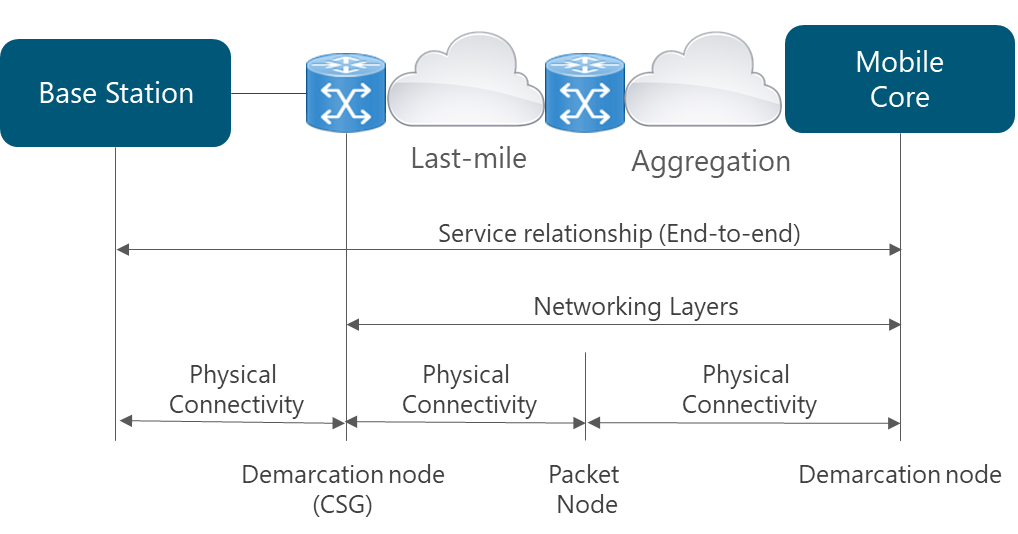 Base Station
Mobile
Core
Last-mile
Aggregation
Service relationship (End-to-end)
Networking Layers
Physical
Connectivity
Physical
Connectivity
Physical
Connectivity
Demarcation node
(CSG)
Packet
Node
Demarcation node